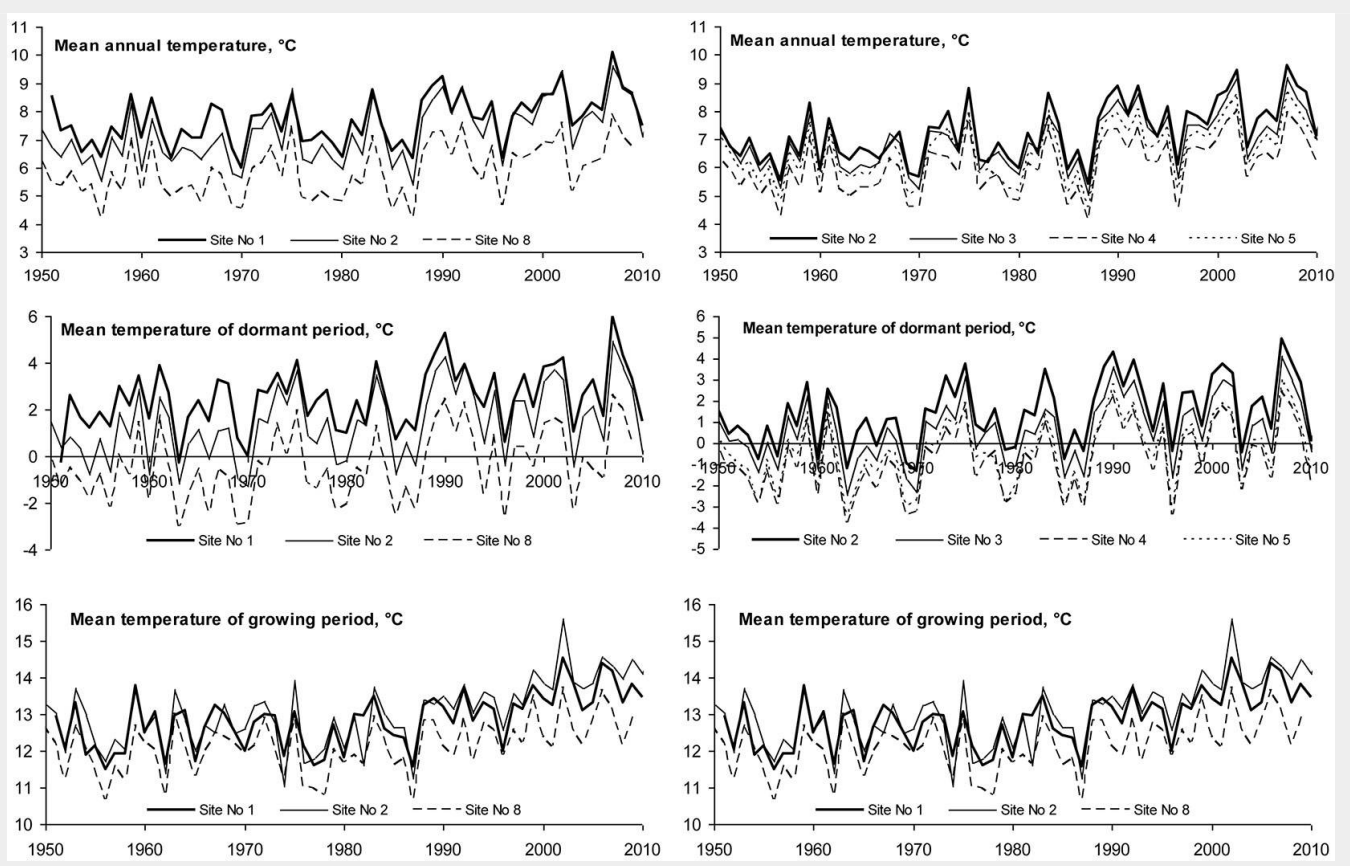 Mean annual temperature, °C
11
10
9
8
7
6
5
4
3
Site No 1 Site No 2 Site No 8
1950 1960 1970 1980 1990 2000 2010
Mean annual temperature, °C
11
10
9
8
7
6
5
4
3
Site No 2 Site No 3 Site No 4 Site No 5
1950 1960 1970 1980 1990 2000 2010
Mean temperature of dormant period, °C
6
4
2
0
-2
-4
1950 1960 1970 1980 1990 2000 2010
Site No 1 Site No 2 Site No 8
Mean temperature of dormant period, °C
6
5
4
3
2
1
0
-1
-2
-3
-4
-5
1950 1960 1970 1980 1990 2000 2010
Site No 2 Site No 3 Site No 4 Site No 5
Mean temperature of growing period, °C
16
15
14
13
12
11
10
Site No 1 Site No 2 Site No 8
1950 1960 1970 1980 1990 2000 2010
Mean temperature of growing period, °C
16
15
14
13
12
11
10
Site No 1 Site No 2 Site No 8
1950 1960 1970 1980 1990 2000 2010